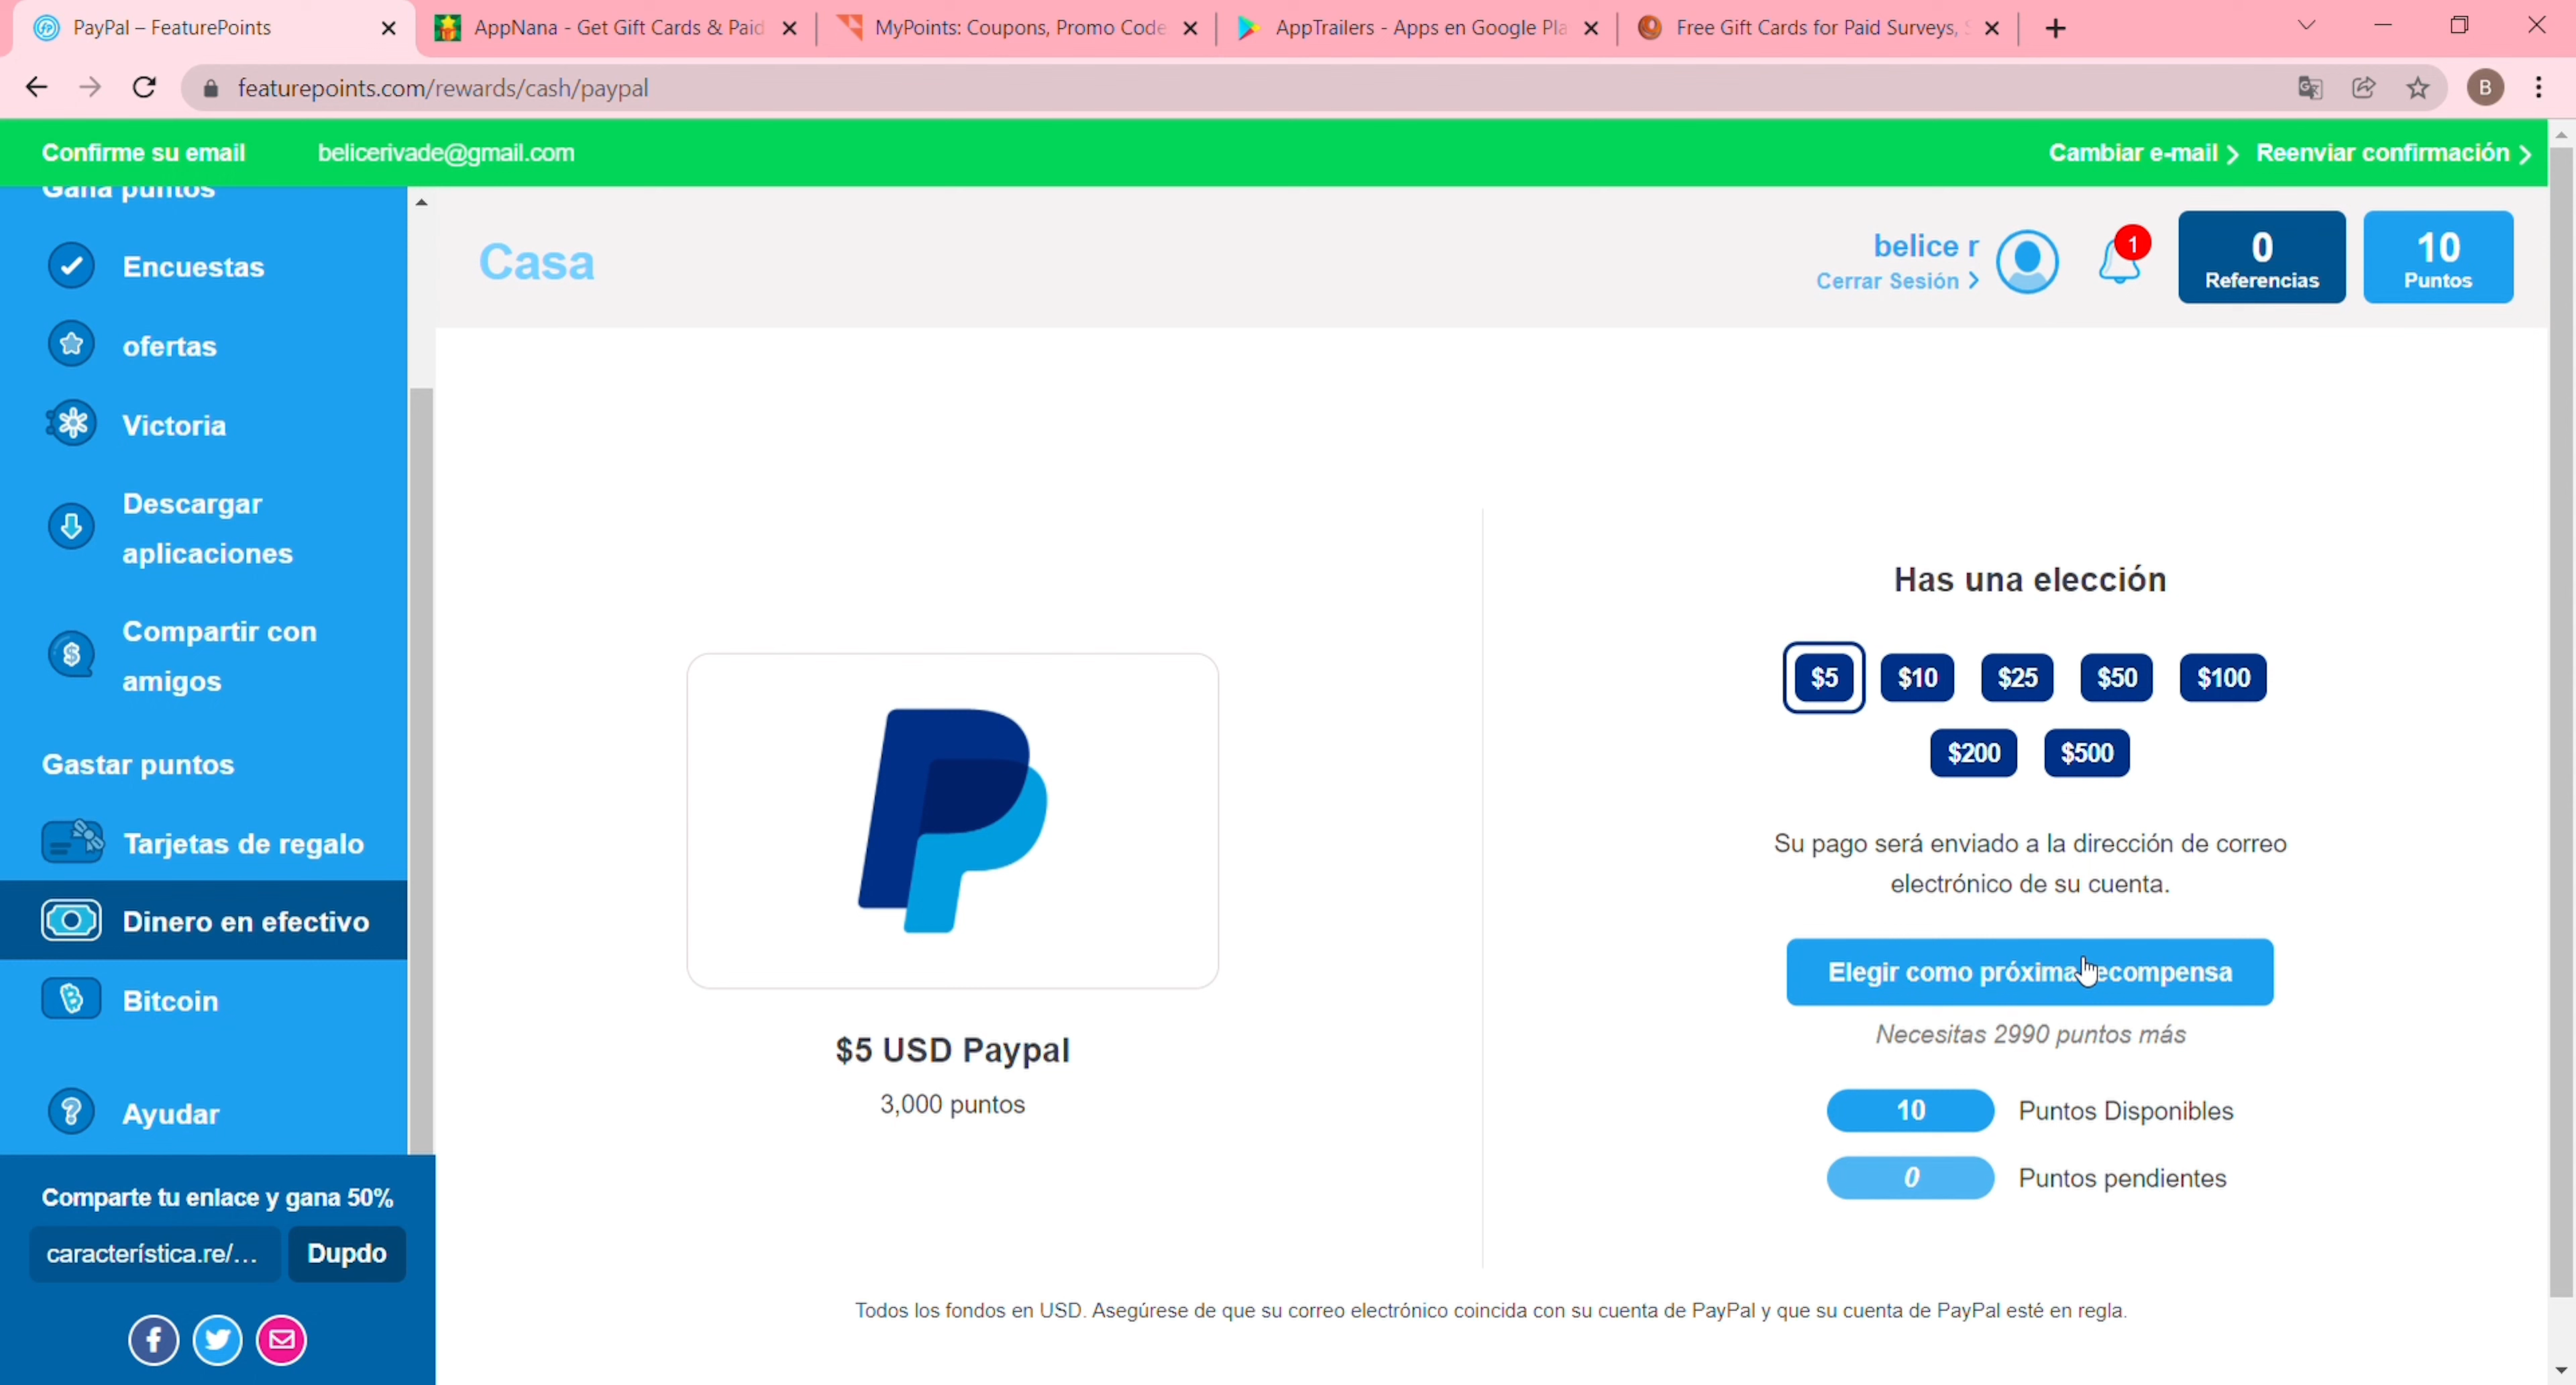 PayPal – FeaturePoints
AppNana - Get Gift Cards & Paid
MyPoints: Coupons, Promo Code
AppTrailers - Apps en Google Pla
Free Gift Cards for Paid Surveys, S
featurepoints.com/rewards/cash/paypal
B
Confirme su email
belicerivade@gmail.com
Cambiar e-mail
Reenviar confirmación
Gana puntos
Encuestas
ofertas
Victoria
Descargar
aplicaciones
Compartir con
amigos
Gastar puntos
Tarjetas de regalo
Dinero en efectivo
Bitcoin
Ayudar
Comparte tu enlace y gana 50%
característica.re/...
Dupdo
Casa
belice r
Cerrar Sesión
1
0
Referencias
10
Puntos
$5 USD Paypal
3,000 puntos
Has una elección
$5 $10 $25 $50 $100
$200 $500
Su pago será enviado a la dirección de correo
electrónico de su cuenta.
Elegir como próxima recompensa
Necesitas 2990 puntos más
10 Puntos Disponibles
0 Puntos pendientes
Todos los fondos en USD. Asegúrese de que su correo electrónico coincida con su cuenta de PayPal y que su cuenta de PayPal esté en regla.